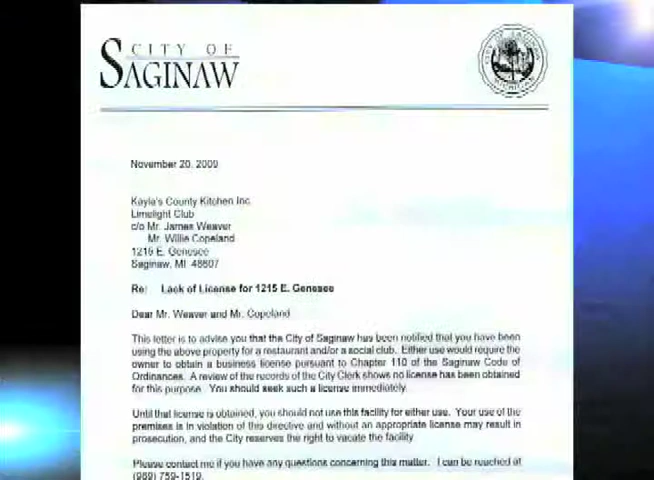 CITY OF
SAGINAW
November 20, 2009
Kayla's County Kitchen Inc.
Limelight Club
c/o Mr. James Weaver
Mr. Willie Copeland
1215 E. Genesee
Saginaw, MI 48607
Re: Lack of License for 1215 E. Genesee
Dear Mr. Weaver and Mr. Copeland
This letter is to advise you that the City of Saginaw has been notified that you have been
using the above property for a restaurant and/or a social club. Either use would require the
owner to obtain a business license pursuant to Chapter 110 of the Saginaw Code of
Ordinances. A review of the records of the City Clerk shows no license has been obtained
for this purpose. You should seek such a license immediately.
Until that license is obtained, you should not use this facility for either use. Your use of the
premises is in violation of this directive and without an appropriate license may result in
prosecution, and the City reserves the right to vacate the facility.
Please contact me if you have any questions concerning this matter. I can be reached at
(989) 759-1519.